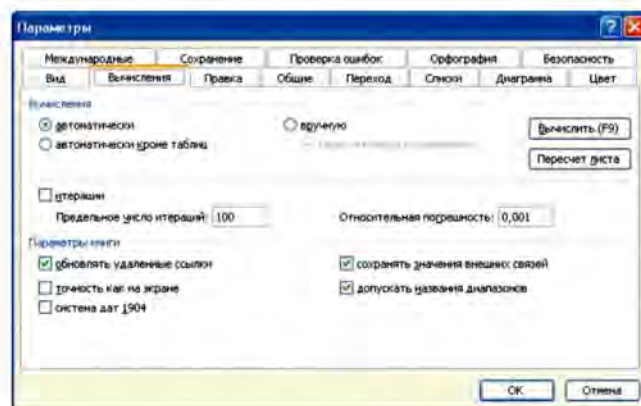 Параметры
Международные Сохранение Проверка ошибок Орфография Безопасность
Вид Вычисления Правка Общие Переход Списки Диаграмма Цвет
Вычисления
автоматически вручную Вычислить (F9)
автоматически кроме таблиц
Пересчет листа
итерации
Предельное число итераций: 100 Относительная погрешность: 0,001
Параметры книги
обновлять удаленные ссылки сохранять значения внешних связей
точность как на экране допускать названия диапазонов
система дат 1904
OK Отмена